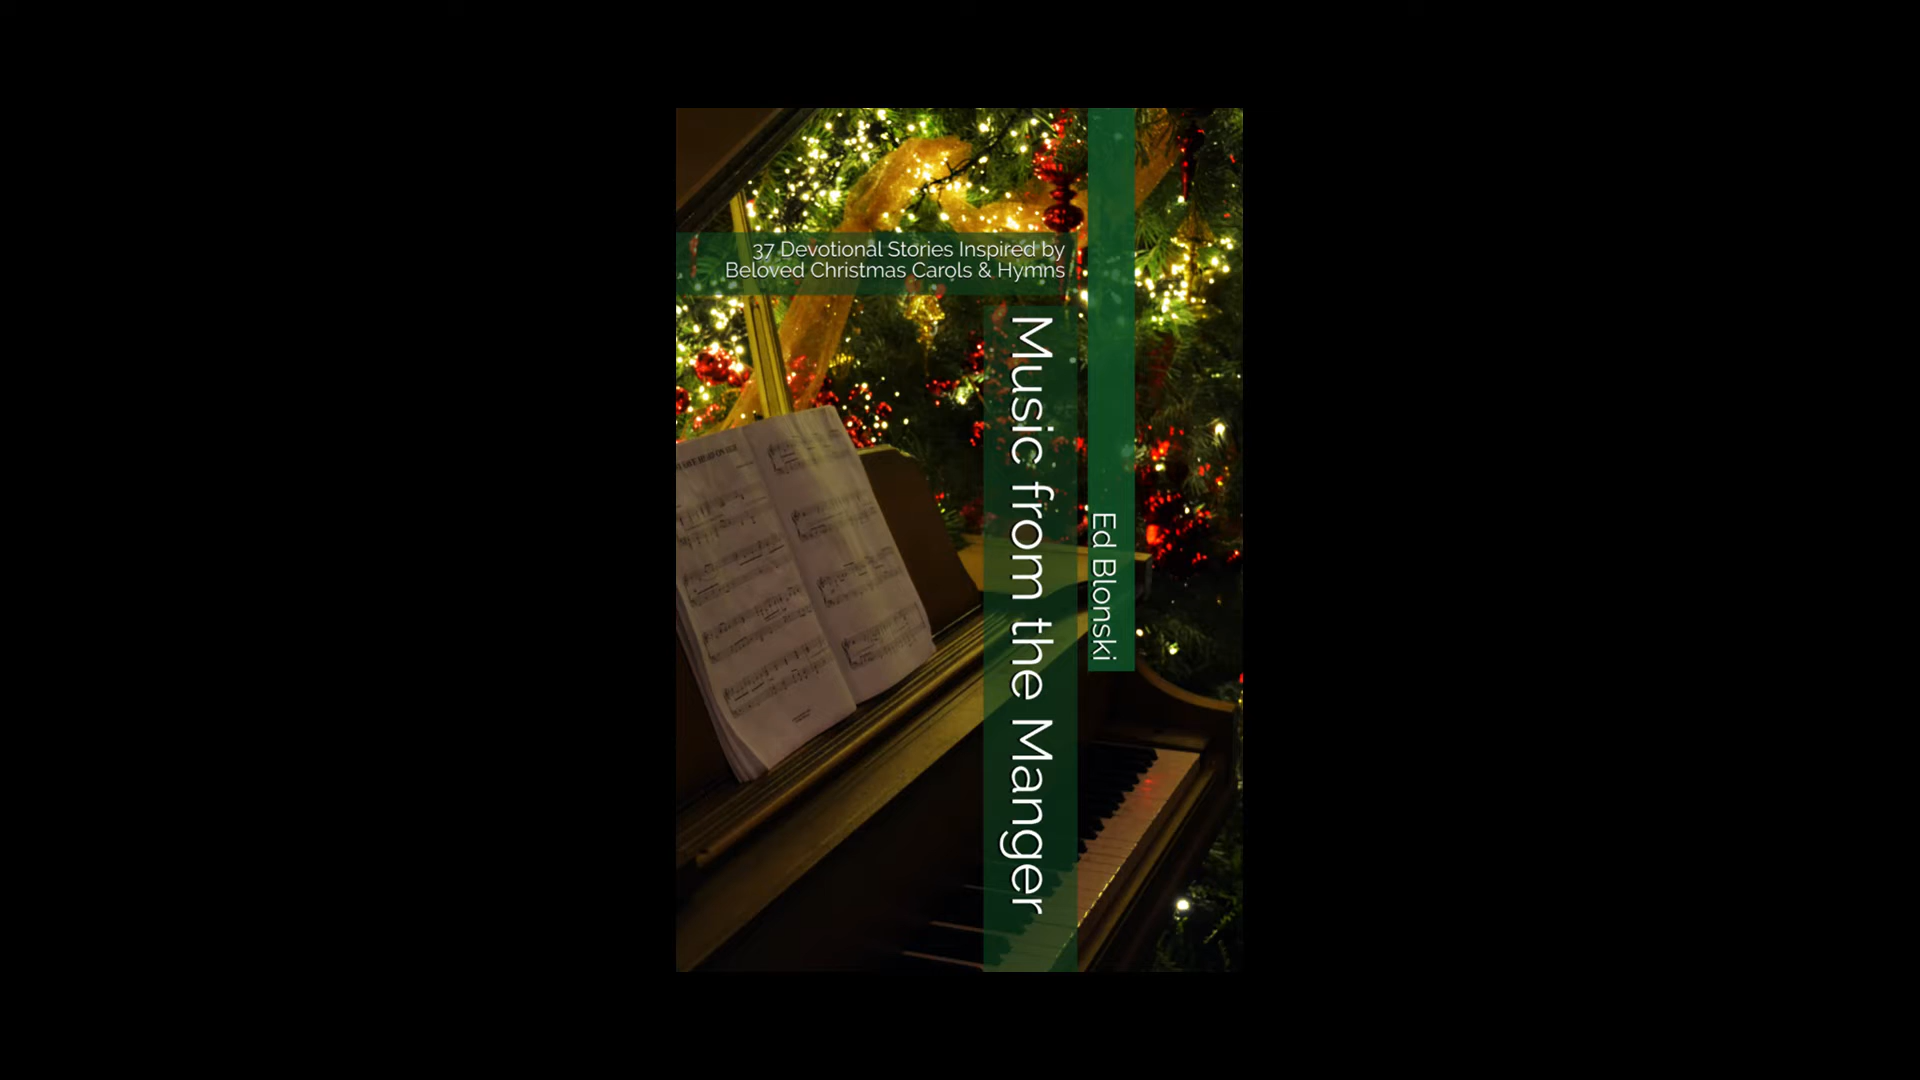 37 Devotional Stories Inspired by
Beloved Christmas Carols & Hymns
Music from the Manger
Ed Blonski